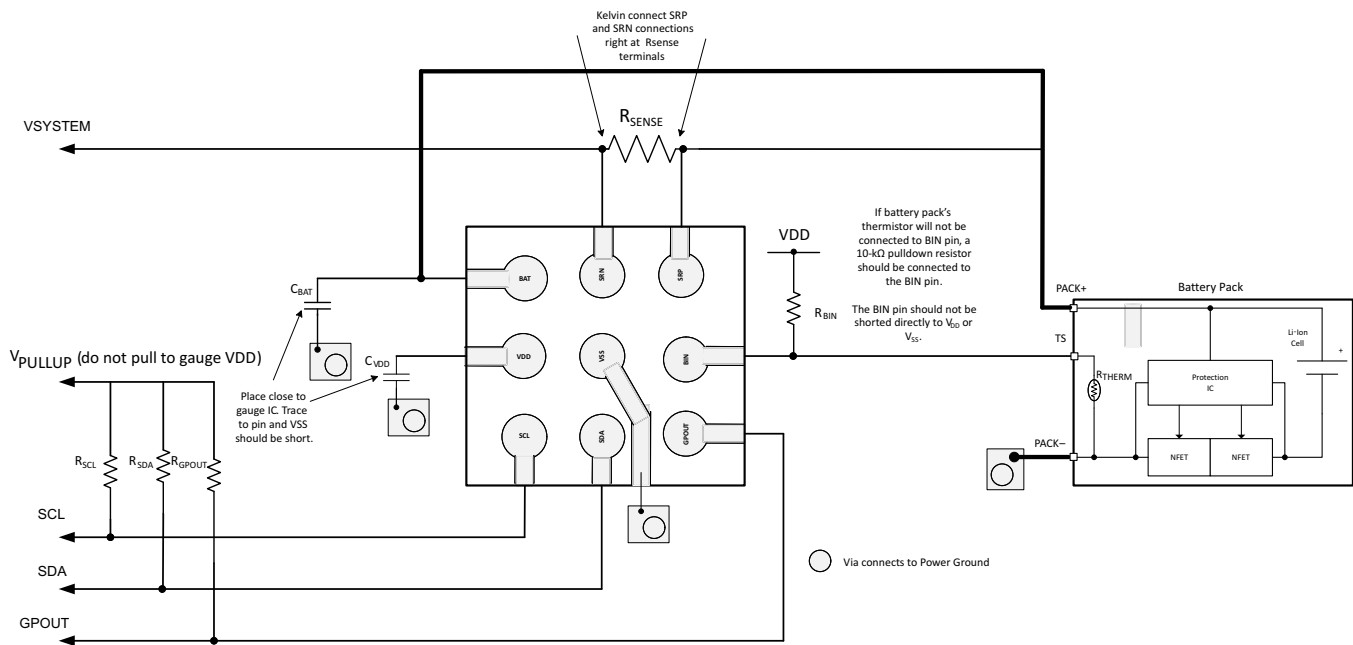 Kelvin connect SRP
and SRN connections
right at Rsense
terminals
VSYSTEM
RSENSE
If battery pack's
thermistor will not be
connected to BIN pin, a
10-kΩ pulldown resistor
should be connected to
the BIN pin.
The BIN pin should not be
shorted directly to VDD or
VSS.
VDD
RBIN
BAT
SRN
SRP
CBAT
PACK+
Battery Pack
TS
Li-Ion
Cell
+
VPULLUP (do not pull to gauge VDD)
CVDD
VDD
VSS
BIN
RTHERM
Protection
IC
Place close to
gauge IC. Trace
to pin and VSS
should be short.
SCL
SDA
GPOUT
PACK–
NFET
NFET
RSCL
RSDA
RGPOUT
SCL
SDA
GPOUT
Via connects to Power Ground